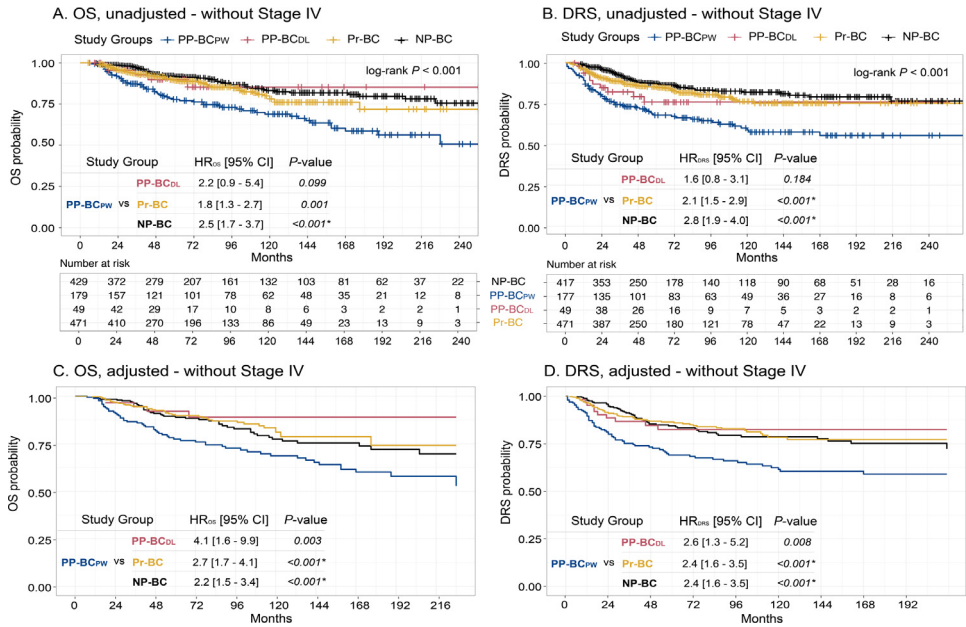 A. OS, unadjusted - without Stage IV
Study Groups PP-BCPW PP-BCDL Pr-BC NP-BC
log-rank P < 0.001
OS probability
1.00
0.75
0.50
0.25
0.00
Study Group HROS [95% CI] P-value
PP-BCDL 2.2 [0.9 - 5.4] 0.099
PP-BCPW vs Pr-BC 1.8 [1.3 - 2.7] 0.001
NP-BC 2.5 [1.7 - 3.7] <0.001*
0 24 48 72 96 120 144 168 192 216 240
Months
Number at risk
429 372 279 207 161 132 103 81 62 37 22 NP-BC
179 157 121 101 78 62 48 35 21 12 8 PP-BCPW
49 42 29 17 10 8 6 3 2 2 1 PP-BCDL
471 410 270 196 133 86 49 23 13 9 3 Pr-BC
0 24 48 72 96 120 144 168 192 216 240
B. DRS, unadjusted - without Stage IV
Study Groups PP-BCPW PP-BCDL Pr-BC NP-BC
log-rank P < 0.001
DRS probability
1.00
0.75
0.50
0.25
0.00
Study Group HRDRS [95% CI] P-value
PP-BCDL 1.6 [0.8 - 3.1] 0.184
PP-BCPW vs Pr-BC 2.1 [1.5 - 2.9] <0.001*
NP-BC 2.8 [1.9 - 4.0] <0.001*
0 24 48 72 96 120 144 168 192 216 240
Months
Number at risk
417 353 250 178 140 118 90 68 51 28 16
177 135 101 83 63 49 36 27 16 8 6
49 38 26 16 9 7 5 3 2 2 1
471 387 250 180 121 78 47 22 13 9 3
0 24 48 72 96 120 144 168 192 216 240
C. OS, adjusted - without Stage IV
OS probability
1.00
0.75
0.50
0.25
0.00
Study Group HROS [95% CI] P-value
PP-BCDL 4.1 [1.6 - 9.9] 0.003
PP-BCPW vs Pr-BC 2.7 [1.7 - 4.1] <0.001*
NP-BC 2.2 [1.5 - 3.4] <0.001*
0 24 48 72 96 120 144 168 192 216
Months
D. DRS, adjusted - without Stage IV
DRS probability
1.00
0.75
0.50
0.25
0.00
Study Group HRDRS [95% CI] P-value
PP-BCDL 2.6 [1.3 - 5.2] 0.008
PP-BCPW vs Pr-BC 2.4 [1.6 - 3.5] <0.001*
NP-BC 2.4 [1.6 - 3.5] <0.001*
0 24 48 72 96 120 144 168 192
Months